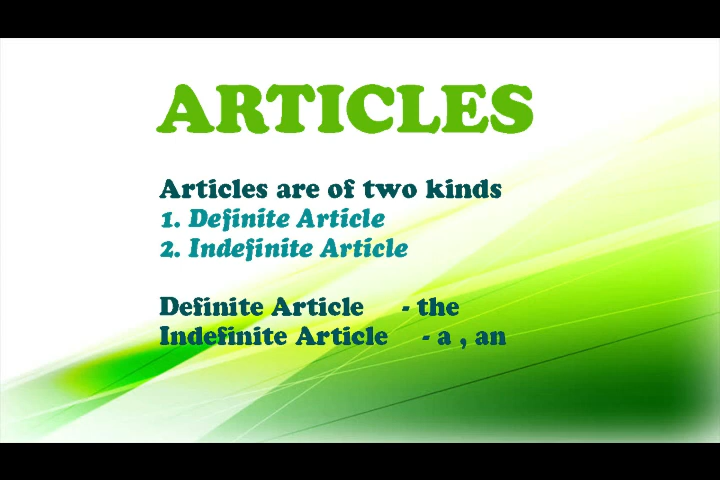 ARTICLES
Articles are of two kinds
1. Definite Article
2. Indefinite Article
Definite Article - the
Indefinite Article - a , an